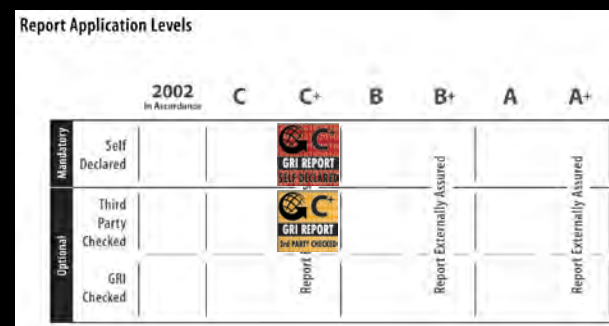 Report Application Levels
2002 C C+ B B+ A A+
In Accordance
Mandatory
Self
Declared
C+
GRI REPORT
SELF DECLARED
Optional
Third
Party
Checked
C+
GRI REPORT
3rd PARTY CHECKED
GRI
Checked
Report
Report Externally Assured
Report Externally Assured